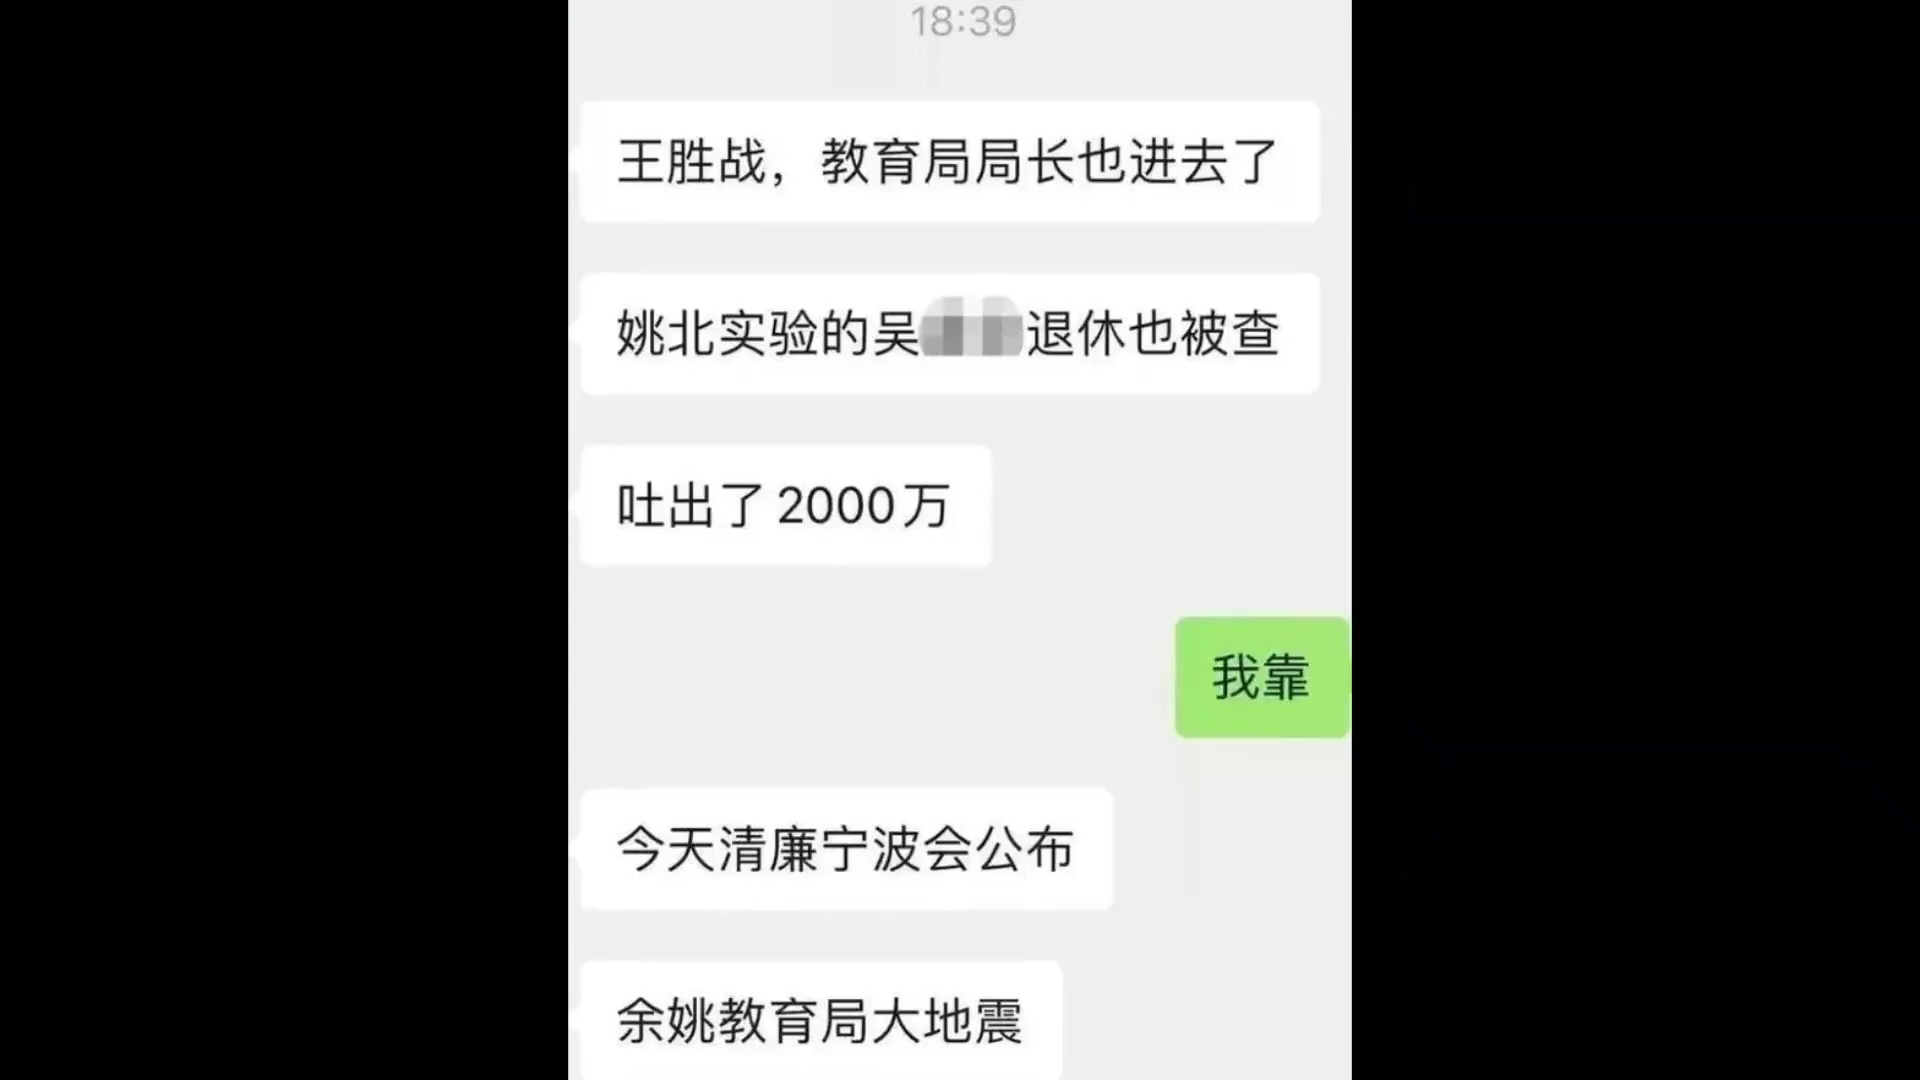 18:39
王胜战，教育局局长也进去了
姚北实验的吴退休也被查
吐出了2000万
我靠
今天清廉宁波会公布
余姚教育局大地震